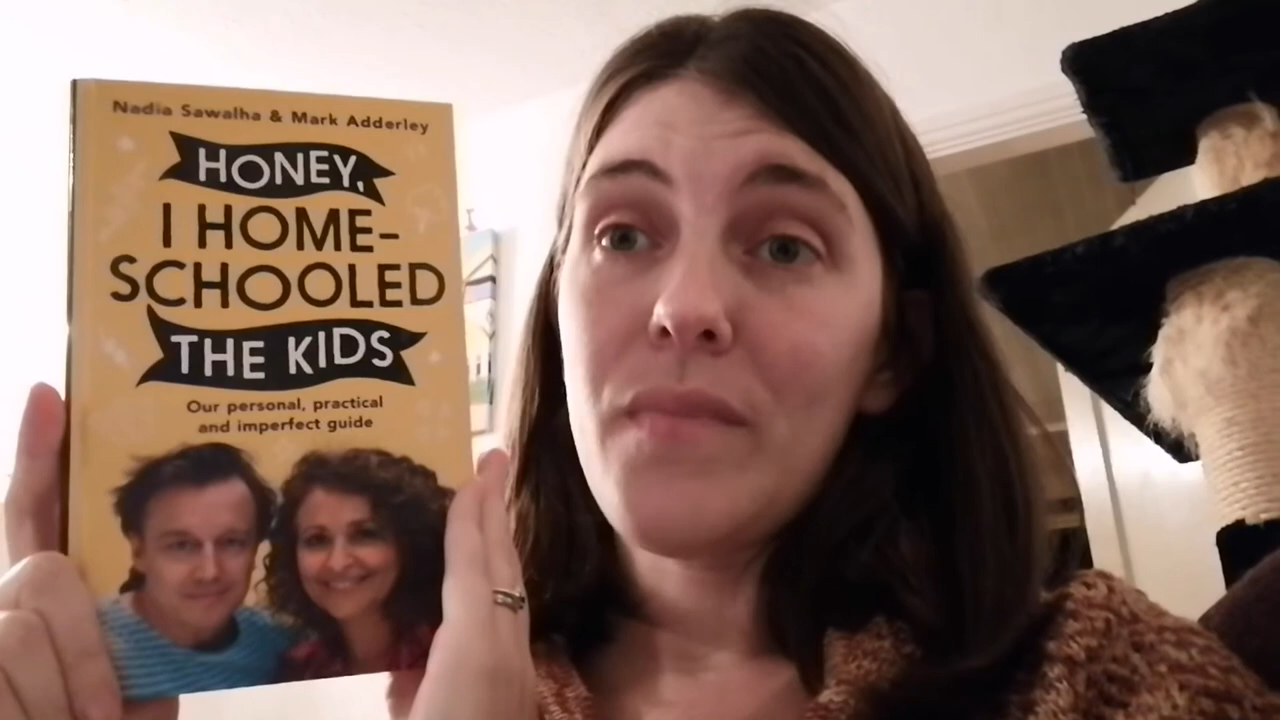 Nadia Sawalha & Mark Adderley
HONEY,
I HOME-
SCHOOLED
THE KIDS
Our personal, practical
and imperfect guide